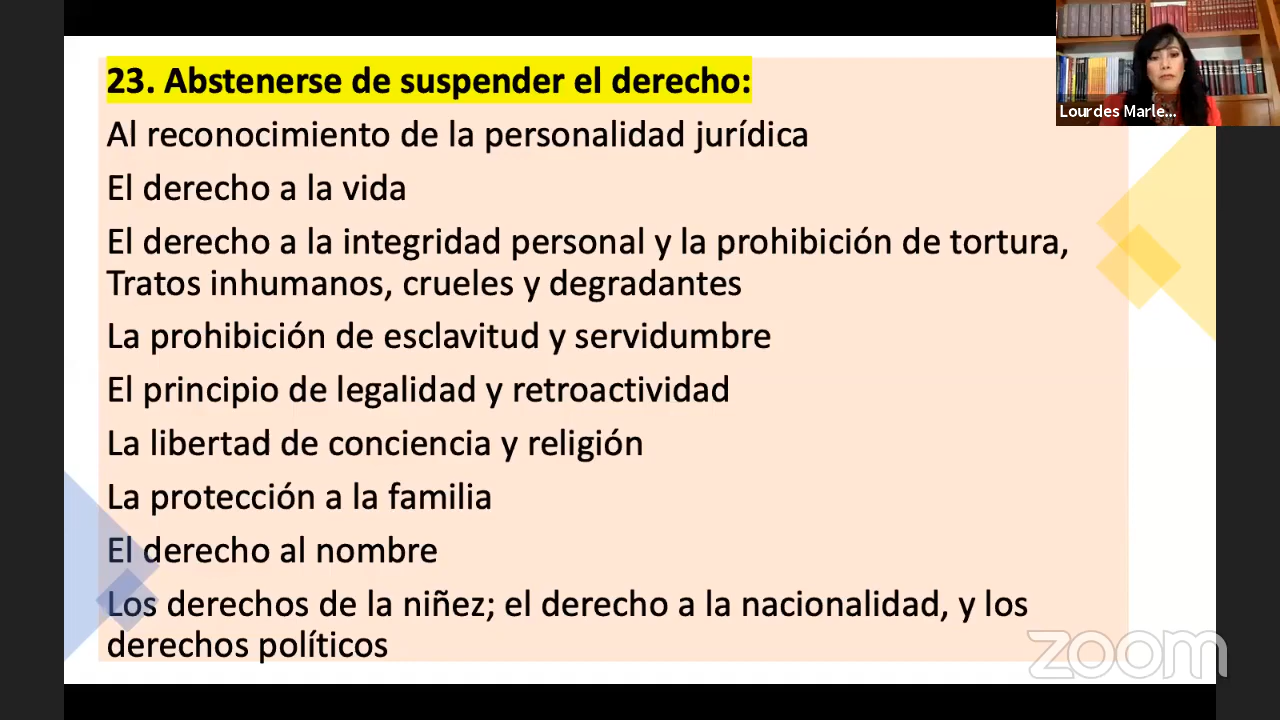 23. Abstenerse de suspender el derecho:
Al reconocimiento de la personalidad jurídica
El derecho a la vida
El derecho a la integridad personal y la prohibición de tortura,
Tratos inhumanos, crueles y degradantes
La prohibición de esclavitud y servidumbre
El principio de legalidad y retroactividad
La libertad de conciencia y religión
La protección a la familia
El derecho al nombre
Los derechos de la niñez; el derecho a la nacionalidad, y los
derechos políticos
Lourdes Marle...
zoom